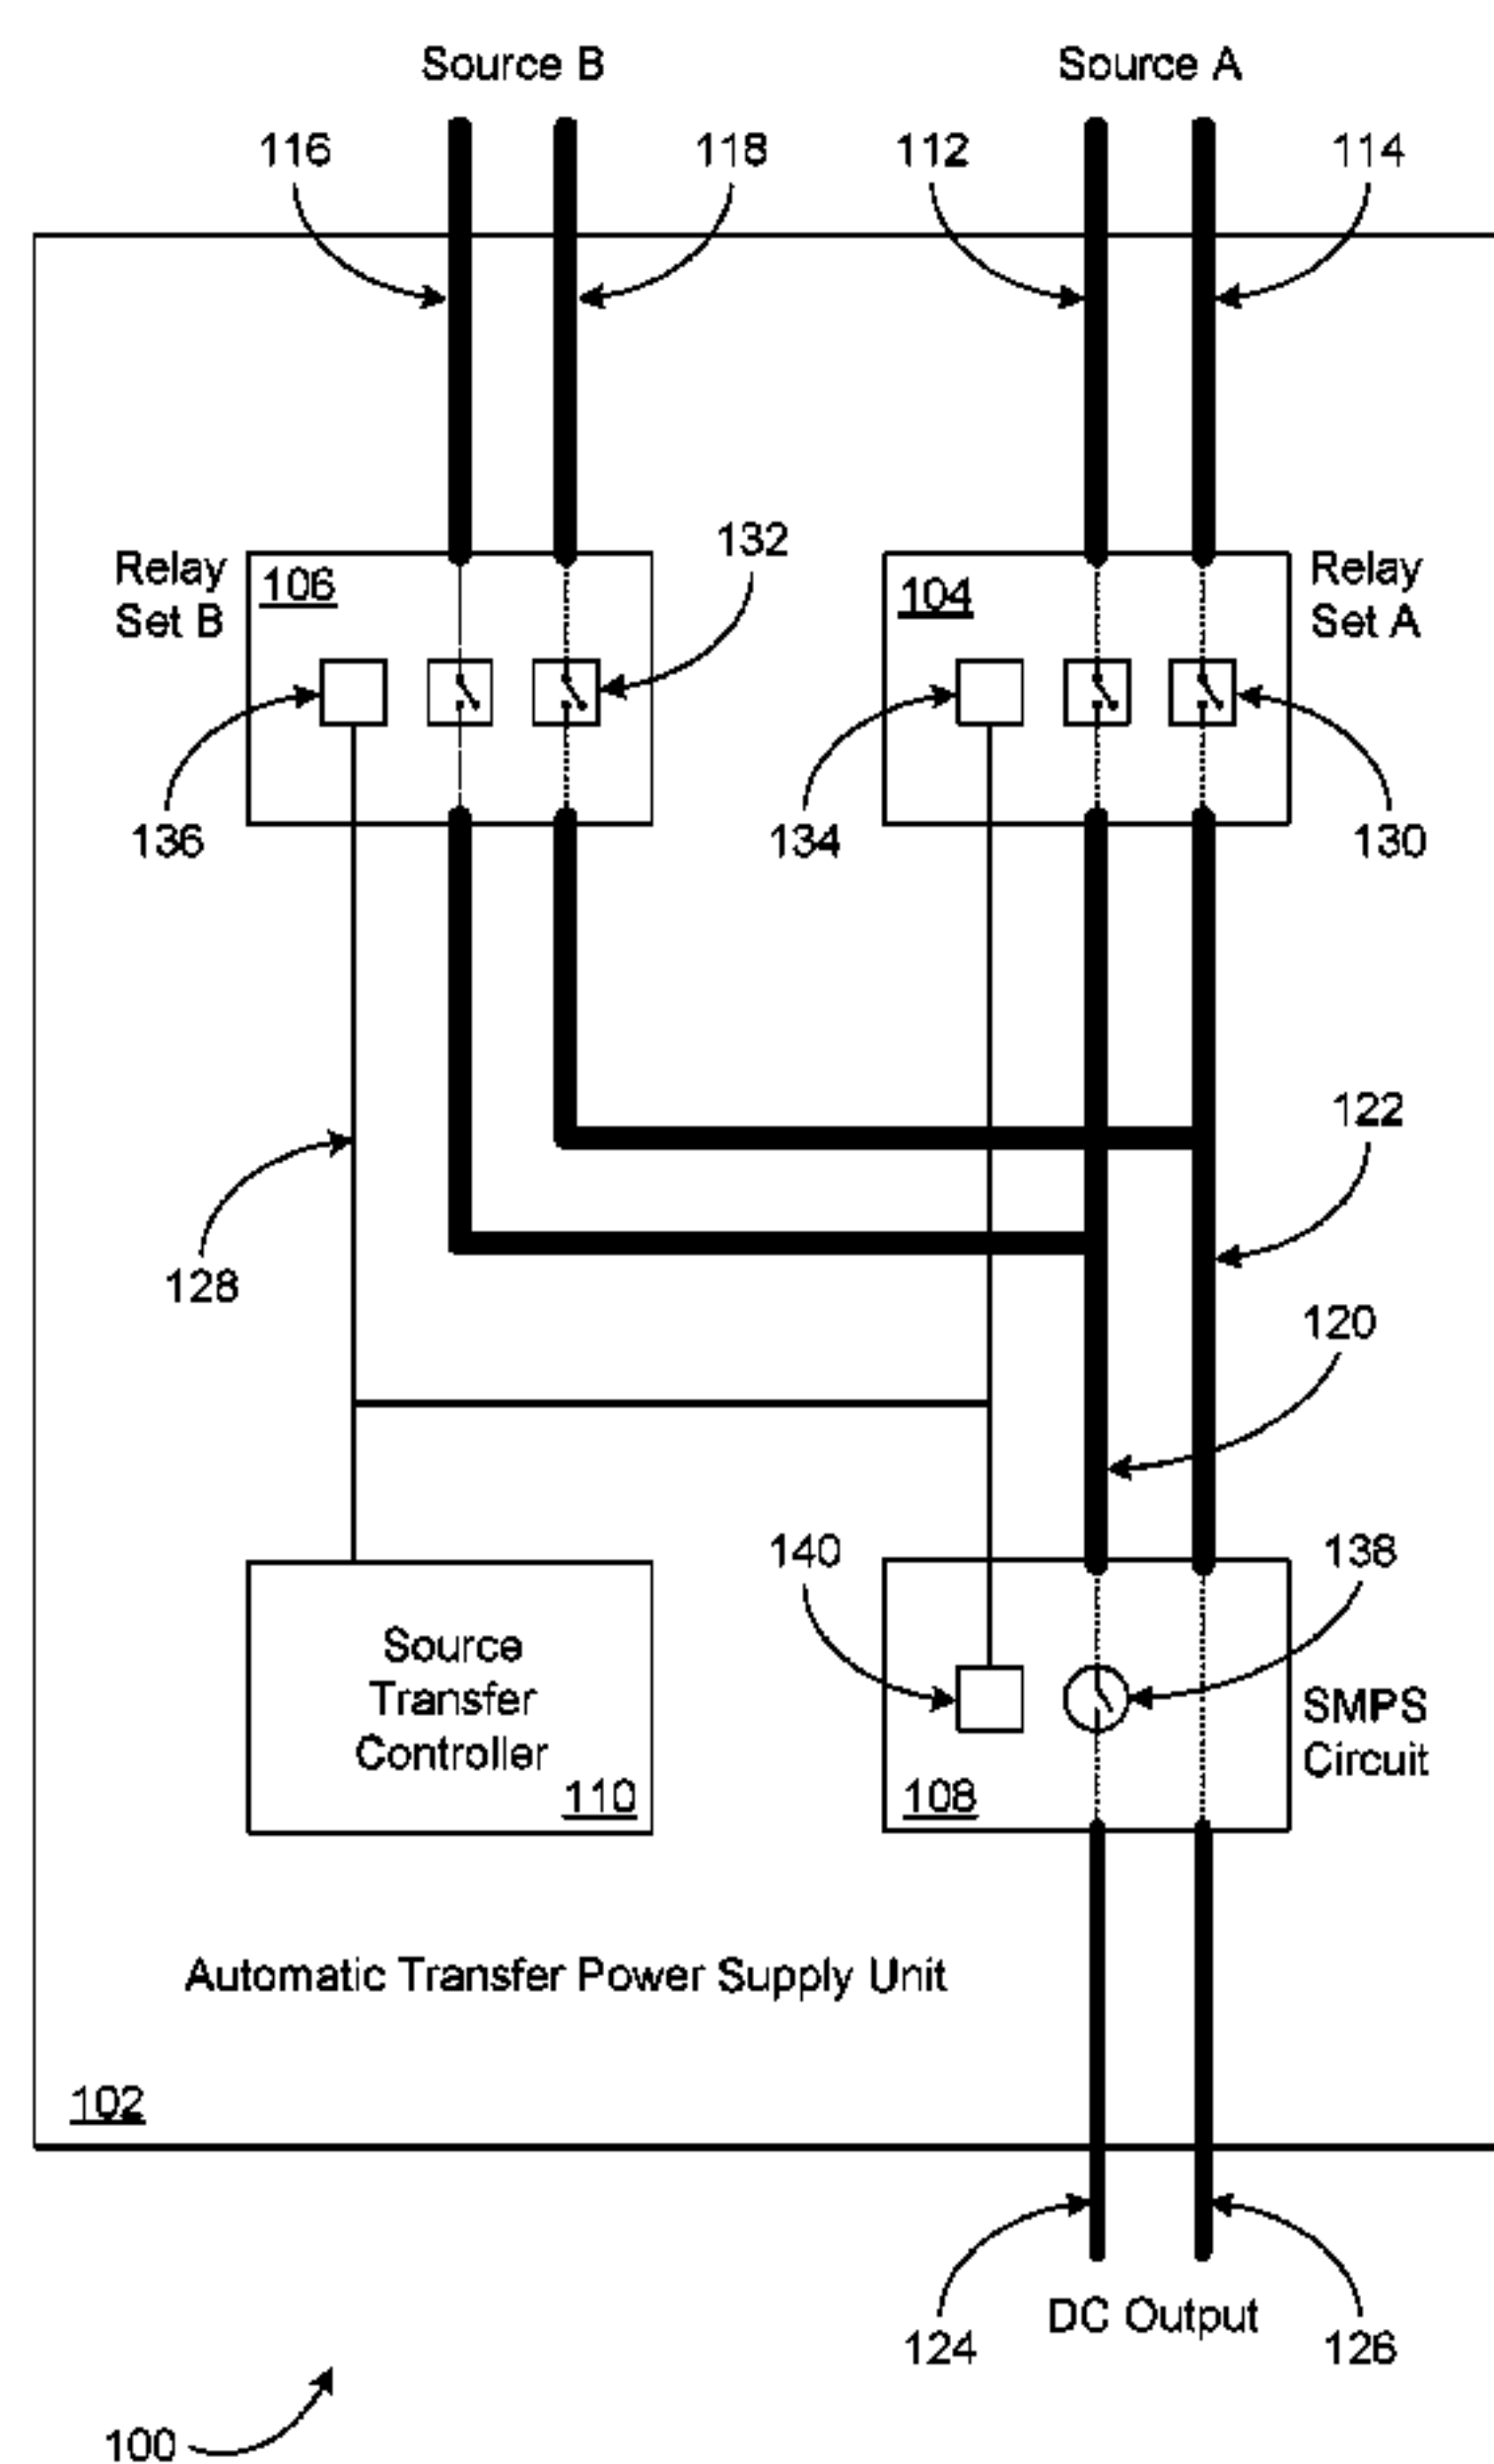 Source B
Source A
116
118
112
114
Relay
Set B
106
132
104
Relay
Set A
136
134
130
122
128
120
140
138
Source
Transfer
Controller
110
108
SMPS
Circuit
Automatic Transfer Power Supply Unit
102
DC Output
124
126
100